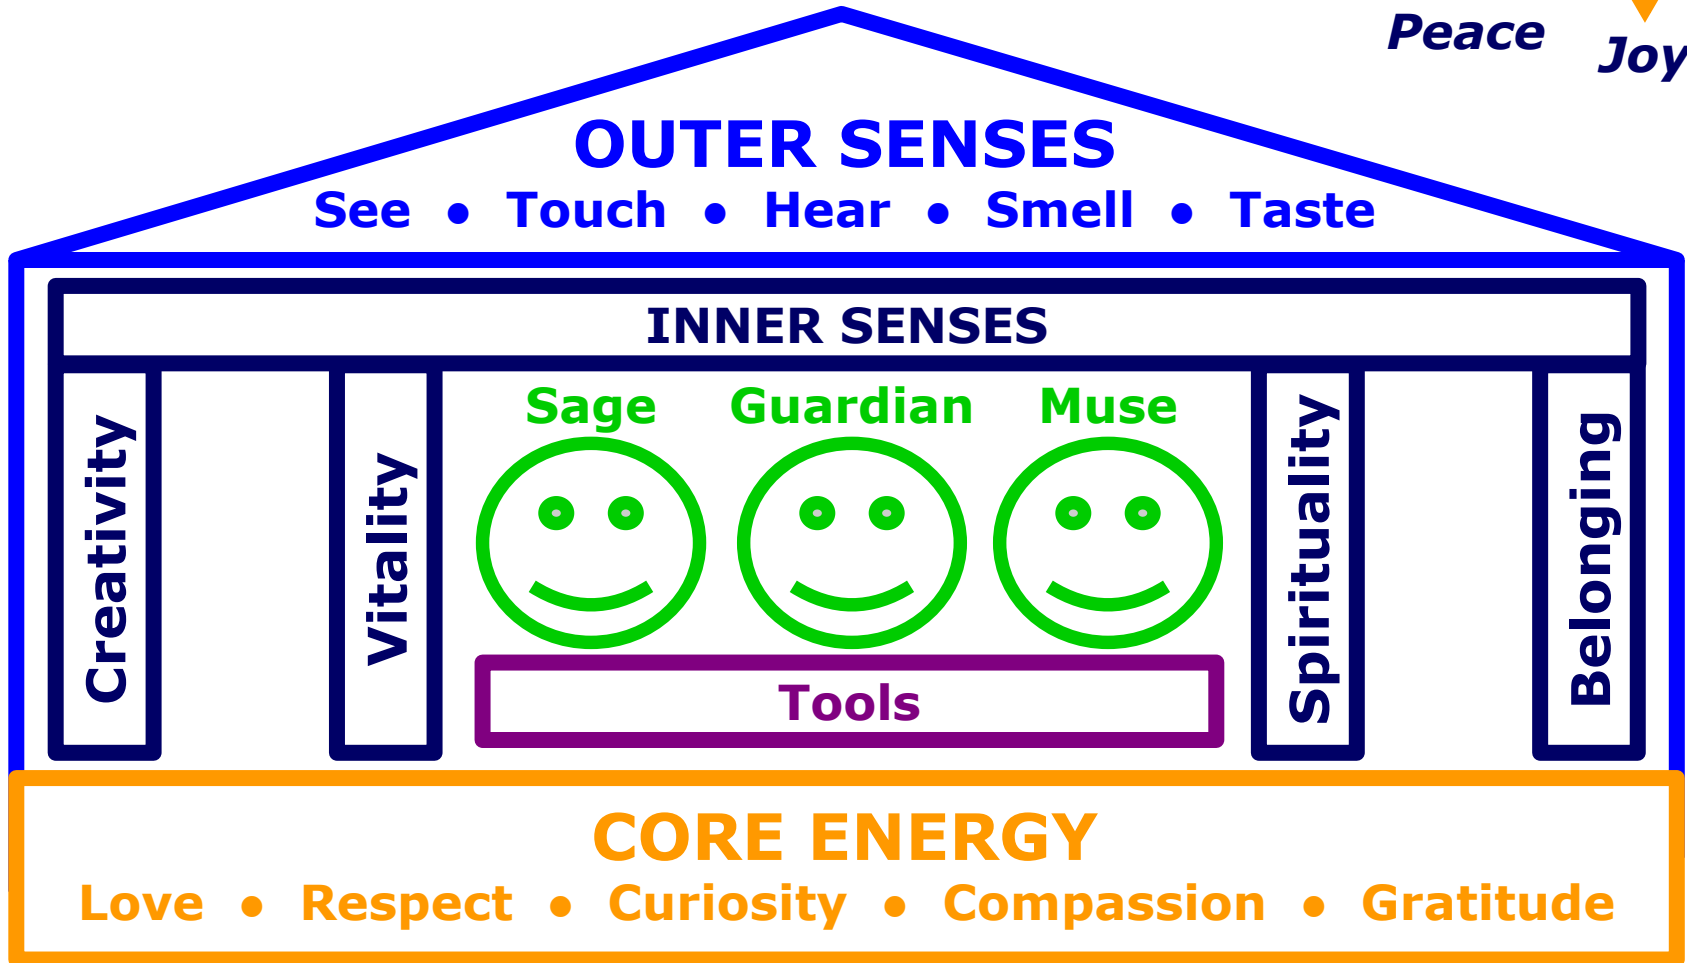 Peace
Joy
OUTER SENSES
See • Touch • Hear • Smell • Taste
INNER SENSES
Sage Guardian Muse
Creativity
Vitality
Spirituality
Belonging
Tools
CORE ENERGY
Love • Respect • Curiosity • Compassion • Gratitude